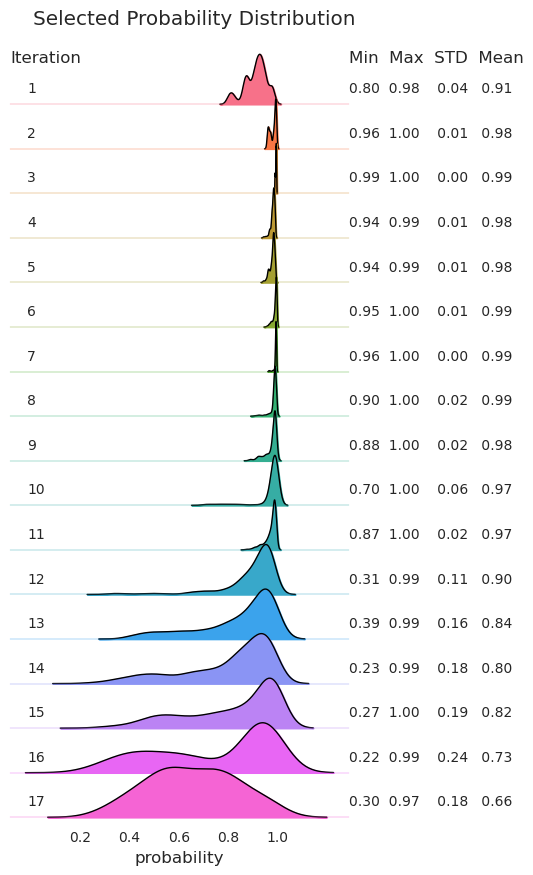 Selected Probability Distribution
Iteration Min Max STD Mean
1 0.80 0.98 0.04 0.91
2 0.96 1.00 0.01 0.98
3 0.99 1.00 0.00 0.99
4 0.94 0.99 0.01 0.98
5 0.94 0.99 0.01 0.98
6 0.95 1.00 0.01 0.99
7 0.96 1.00 0.00 0.99
8 0.90 1.00 0.02 0.99
9 0.88 1.00 0.02 0.98
10 0.70 1.00 0.06 0.97
11 0.87 1.00 0.02 0.97
12 0.31 0.99 0.11 0.90
13 0.39 0.99 0.16 0.84
14 0.23 0.99 0.18 0.80
15 0.27 1.00 0.19 0.82
16 0.22 0.99 0.24 0.73
17 0.30 0.97 0.18 0.66
0.2 0.4 0.6 0.8 1.0
probability